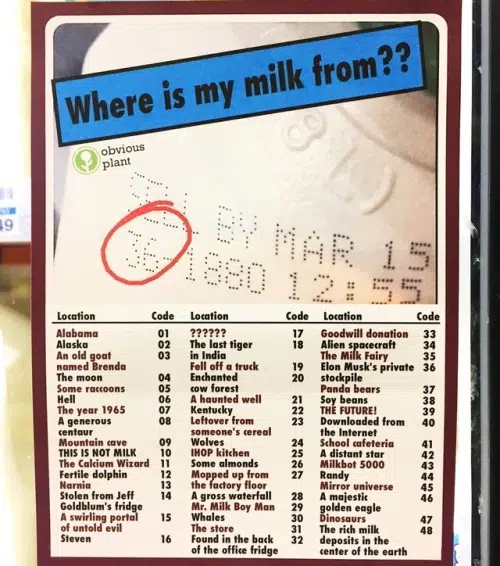 Where is my milk from??
obvious
plant
SELL BY MAR 15
36-1880 12:55
49
Location Code
Alabama 01
Alaska 02
An old goat 03
named Brenda
The moon 04
Some raccoons 05
Hell 06
The year 1965 07
A generous 08
centaur
Mountain cave 09
THIS IS NOT MILK 10
The Calcium Wizard 11
Fertile dolphin 12
Narnia 13
Stolen from Jeff 14
Goldblum's fridge
A swirling portal 15
of untold evil
Steven 16
Location Code
?????? 17
The last tiger 18
in India
Fell off a truck 19
Enchanted 20
cow forest
A haunted well 21
Kentucky 22
Leftover from 23
someone's cereal
Wolves 24
IHOP kitchen 25
Some almonds 26
Mopped up from 27
the factory floor
A gross waterfall 28
Mr. Milk Boy Man 29
Whales 30
The store 31
Found in the back 32
of the office fridge
Location Code
Goodwill donation 33
Alien spacecraft 34
The Milk Fairy 35
Elon Musk's private 36
stockpile
Panda bears 37
Soy beans 38
THE FUTURE! 39
Downloaded from 40
the Internet
School cafeteria 41
A distant star 42
Milkbot 5000 43
Randy 44
Mirror universe 45
A majestic 46
golden eagle
Dinosaurs 47
The rich milk 48
deposits in the
center of the earth